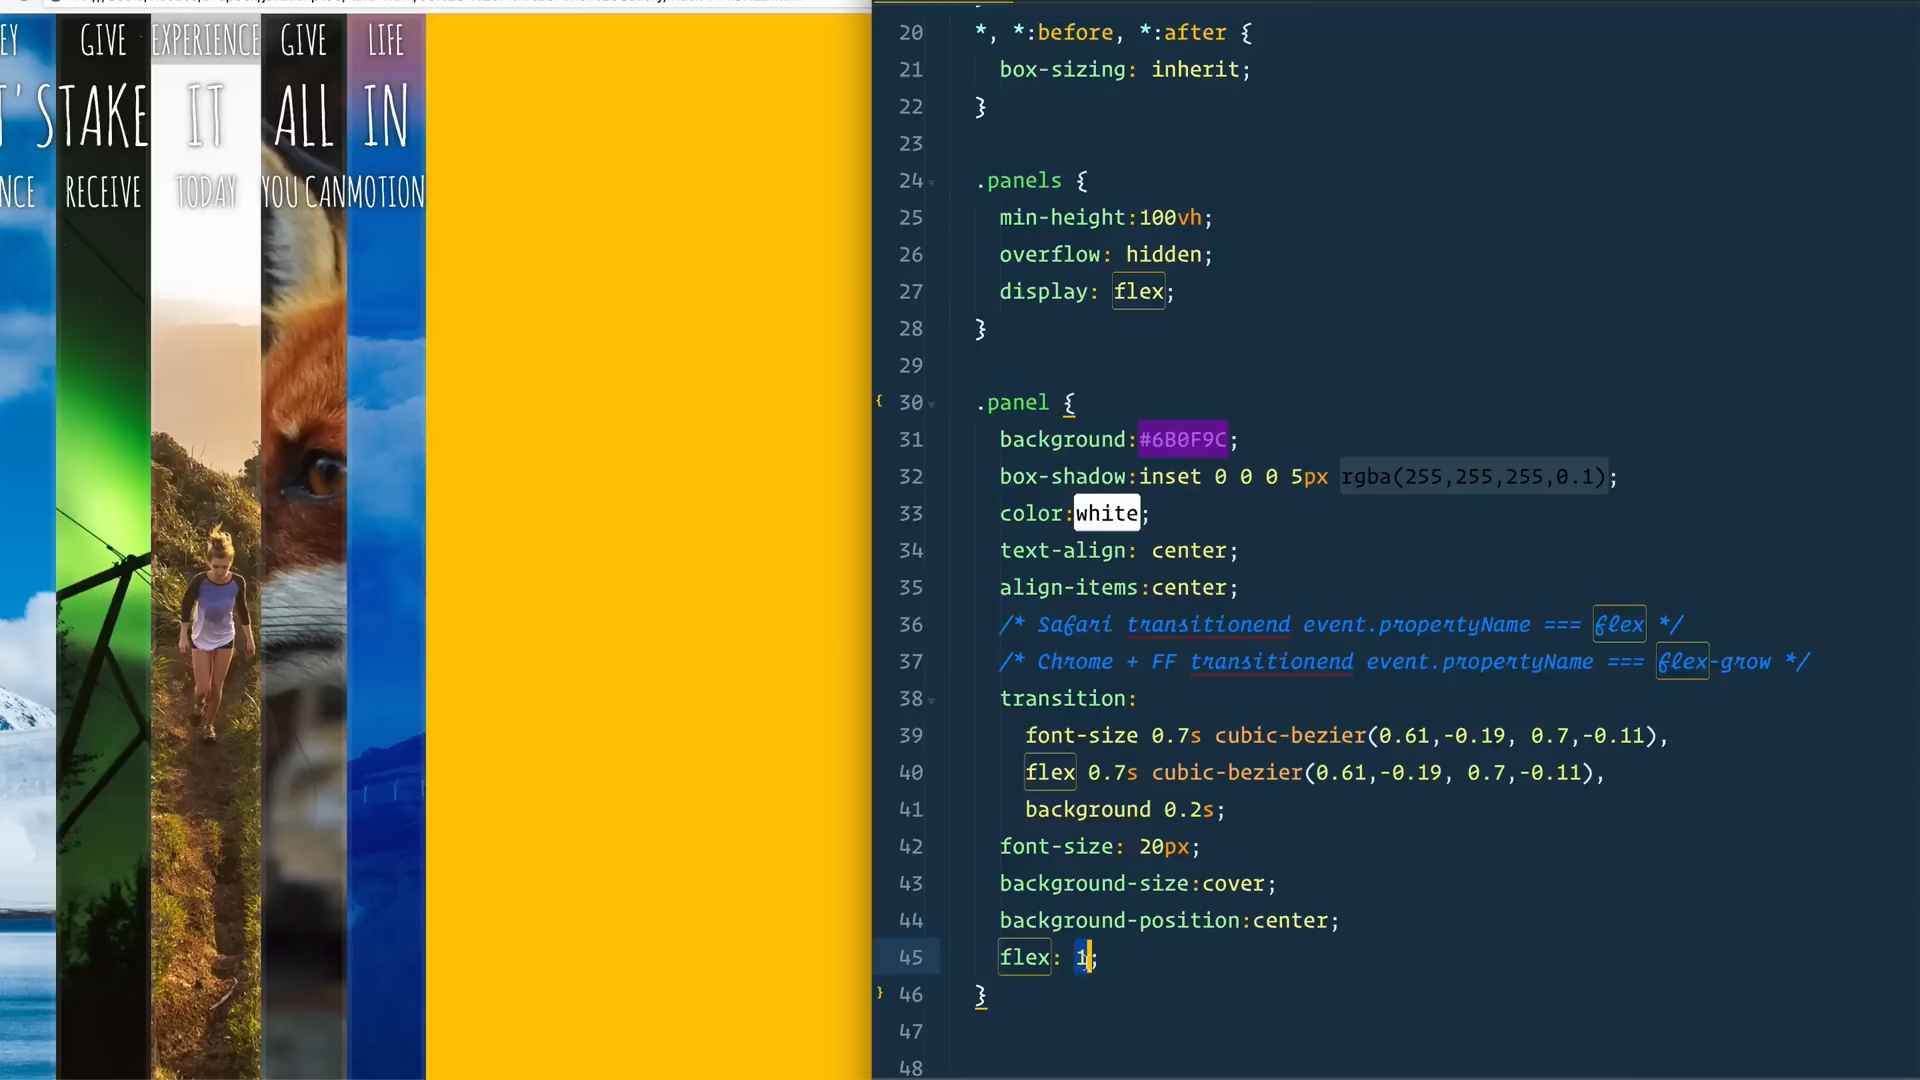 EY GIVE EXPERIENCE GIVE LIFE
T'S TAKE IT ALL IN
NCE RECEIVE TODAY YOU CAN MOTION
20 *, *:before, *:after {
21 box-sizing: inherit;
22 }
23
24 .panels {
25 min-height:100vh;
26 overflow: hidden;
27 display: flex;
28 }
29
{ 30 .panel {
31 background:#6B0F9C;
32 box-shadow:inset 0 0 0 5px rgba(255,255,255,0.1);
33 color:white;
34 text-align: center;
35 align-items:center;
36 /* Safari transitionend event.propertyName === flex */
37 /* Chrome + FF transitionend event.propertyName === flex-grow */
38 transition:
39 font-size 0.7s cubic-bezier(0.61,-0.19, 0.7,-0.11),
40 flex 0.7s cubic-bezier(0.61,-0.19, 0.7,-0.11),
41 background 0.2s;
42 font-size: 20px;
43 background-size:cover;
44 background-position:center;
45 flex: 1;
} 46 }
47
48